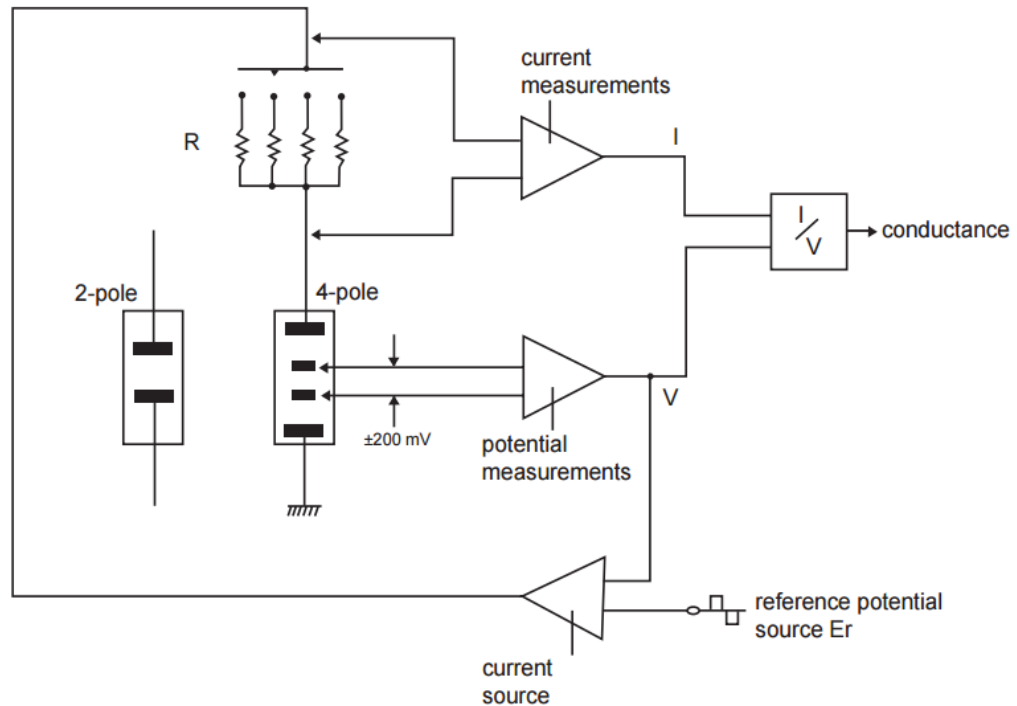 current
measurements
R
I
I
/
V
conductance
2-pole
4-pole
±200 mV
V
potential
measurements
reference potential
source Er
current
source